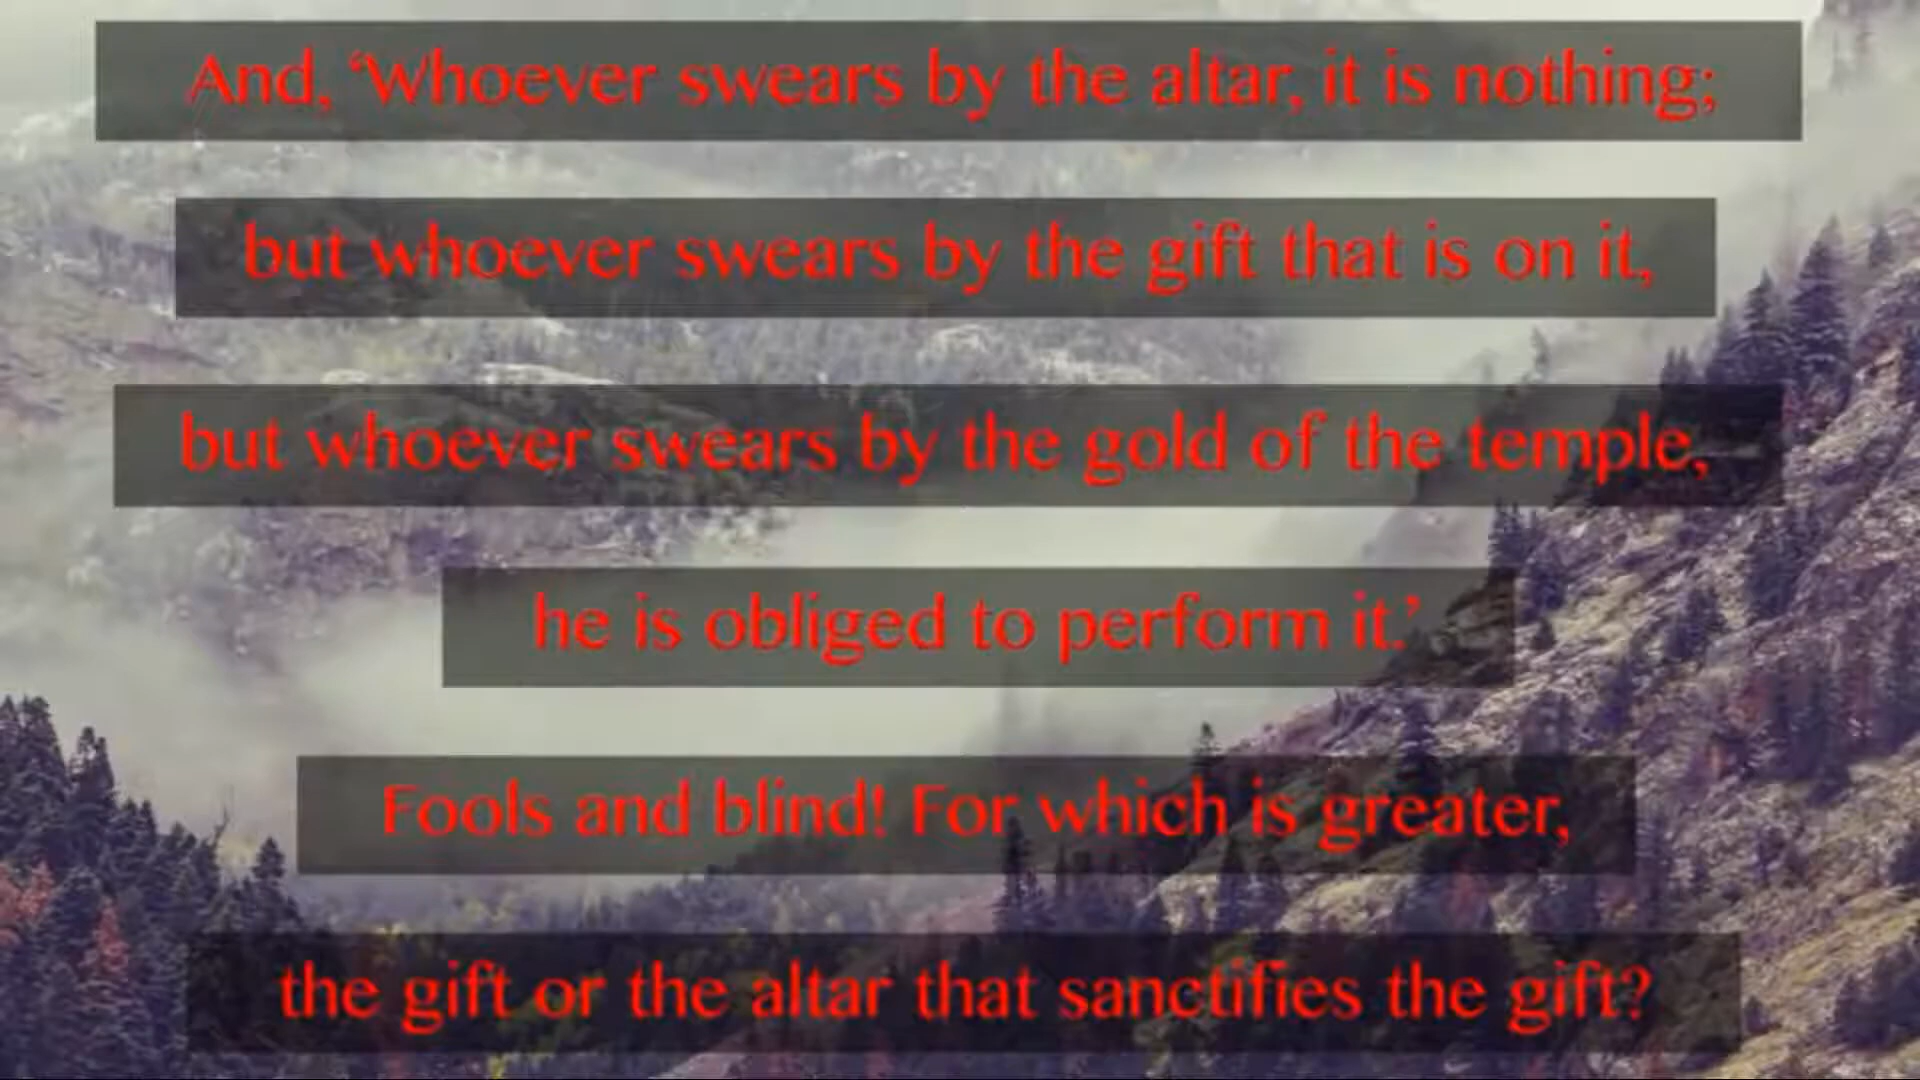 And, ‘Whoever swears by the altar, it is nothing;
but whoever swears by the gift that is on it,
but whoever swears by the gold of the temple,
he is obliged to perform it.’
Fools and blind! For which is greater,
the gift or the altar that sanctifies the gift?